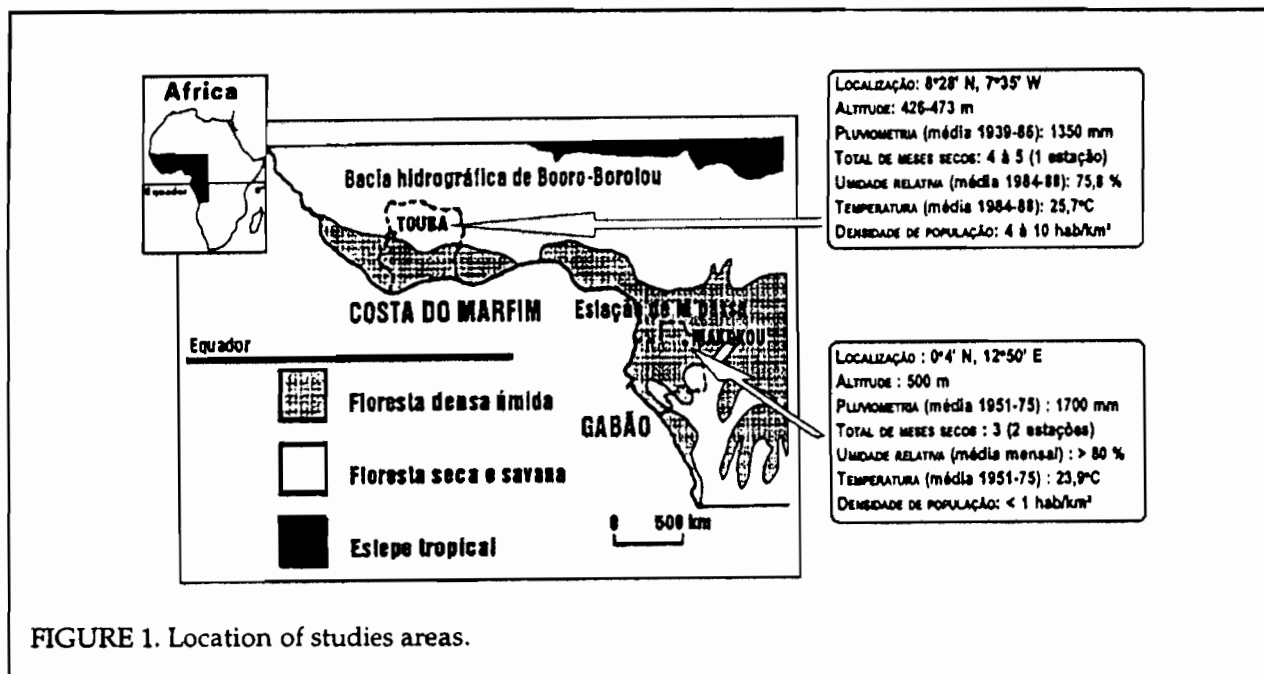 Africa
Equador
Bacia hidrográfica de Booro-Borolou
TOUBA
COSTA DO MARFIM
Estação de M'passa
MAKOKOU
GABÃO
Equador
Floresta densa úmida
Floresta seca e savana
Estepe tropical
0 500 km
LOCALIZAÇÃO: 8°28' N, 7°35' W
ALTITUDE: 426-473 m
PLUVIOMETRIA (média 1939-86): 1350 mm
TOTAL DE MESES SECOS: 4 à 5 (1 estação)
UMIDADE RELATIVA (média 1984-88): 75,8 %
TEMPERATURA (média 1984-88): 25,7°C
DENSIDADE DE POPULAÇÃO: 4 à 10 hab/km²
LOCALIZAÇÃO : 0°4' N, 12°50' E
ALTITUDE : 500 m
PLUVIOMETRIA (média 1951-75) : 1700 mm
TOTAL DE MESES SECOS : 3 (2 estações)
UMIDADE RELATIVA (média mensal) : > 80 %
TEMPERATURA (média 1951-75) : 23,9°C
DENSIDADE DE POPULAÇÃO: < 1 hab/km²
FIGURE 1. Location of studies areas.